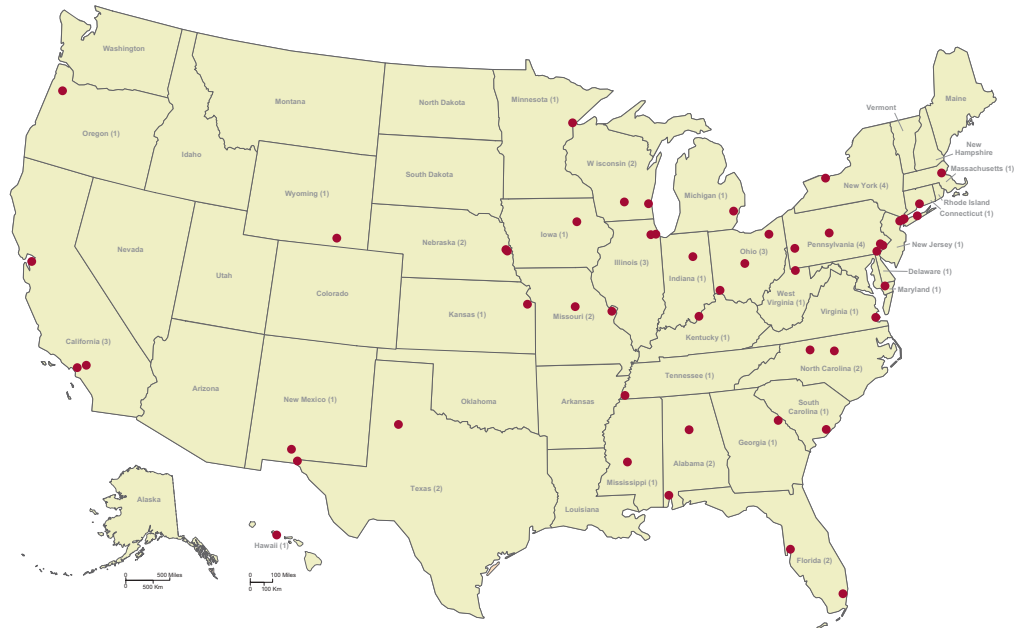 Washington
Montana
North Dakota
Minnesota (1)
Vermont
Maine
Oregon (1)
Idaho
South Dakota
W isconsin (2)
Michigan (1)
New York (4)
New
Hampshire
Massachusetts (1)
Rhode Island
Connecticut (1)
Wyoming (1)
Nebraska (2)
Iowa (1)
Illinois (3)
Indiana (1)
Ohio (3)
Pennsylvania (4)
New Jersey (1)
Delaware (1)
Maryland (1)
Nevada
Utah
Colorado
Kansas (1)
Missouri (2)
West
Virginia (1)
Virginia (1)
Kentucky (1)
California (3)
Arizona
New Mexico (1)
Oklahoma
Arkansas
Tennessee (1)
North Carolina (2)
South
Carolina (1)
Georgia (1)
Alabama (2)
Mississippi (1)
Texas (2)
Louisiana
Florida (2)
Alaska
Hawaii (1)
0 500 Miles
0 500 Km
0 100 Miles
0 100 Km